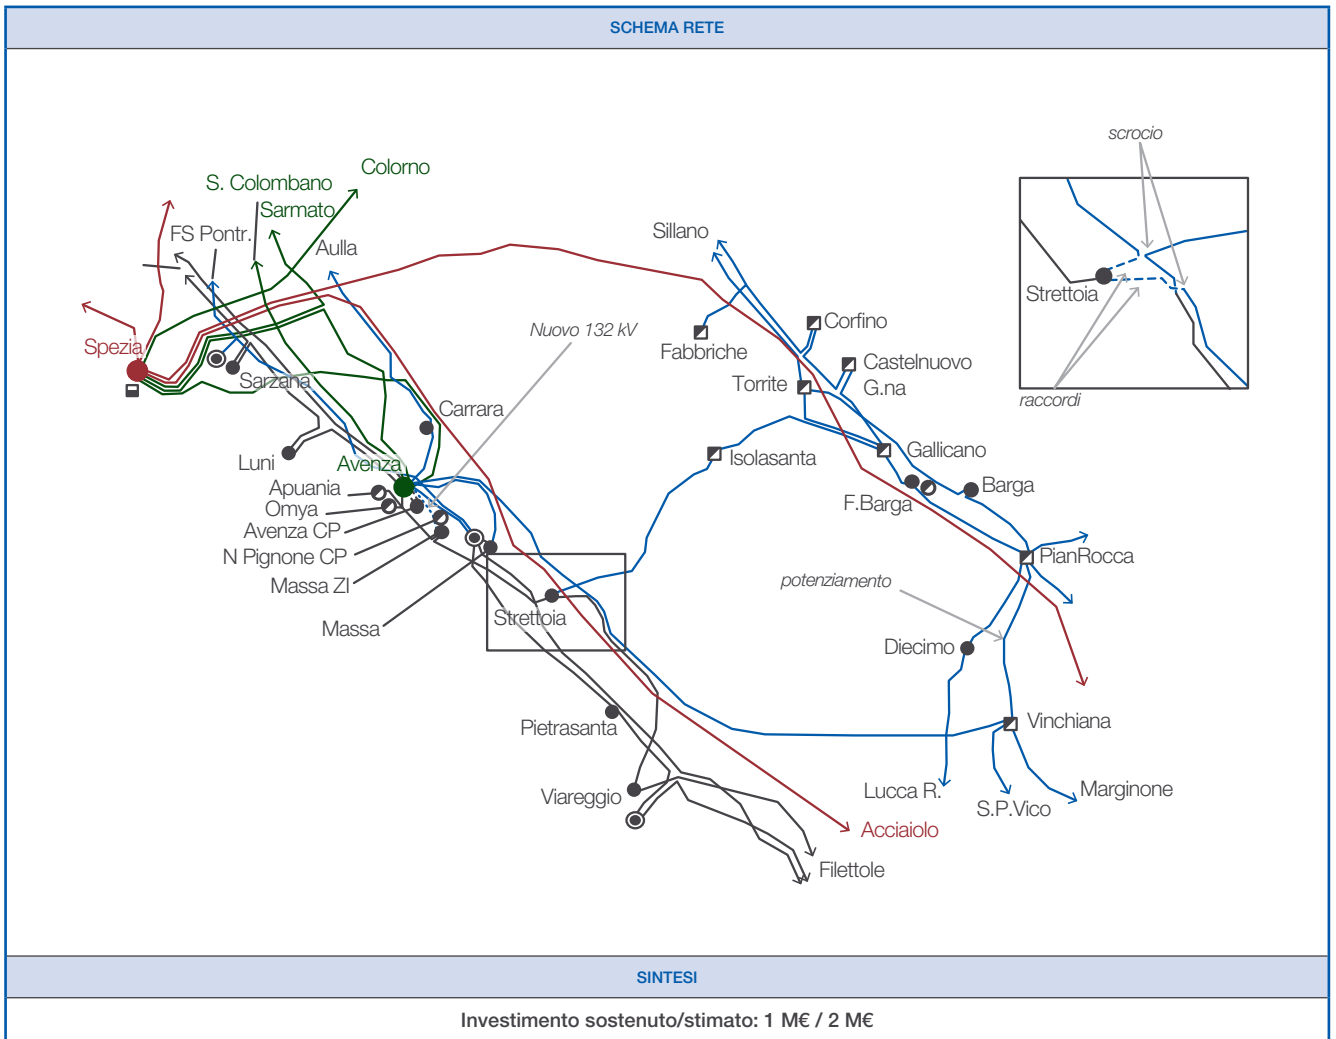 SCHEMA RETE
scrocio
Colorno
S. Colombano
Sarmato
FS Pontr.
Aulla
Sillano
Strettoia
raccordi
Nuovo 132 kV
Spezia
Sarzana
Fabbriche
Corfino
Castelnuovo
G.na
Torrite
Carrara
Luni
Avenza
Isolasanta
Gallicano
Apuania
Omya
Avenza CP
N Pignone CP
Massa ZI
Massa
F.Barga
Barga
PianRocca
potenziamento
Strettoia
Diecimo
Pietrasanta
Vinchiana
Viareggio
Lucca R.
S.P.Vico
Marginone
Acciaiolo
Filettole
SINTESI
Investimento sostenuto/stimato: 1 M€ / 2 M€